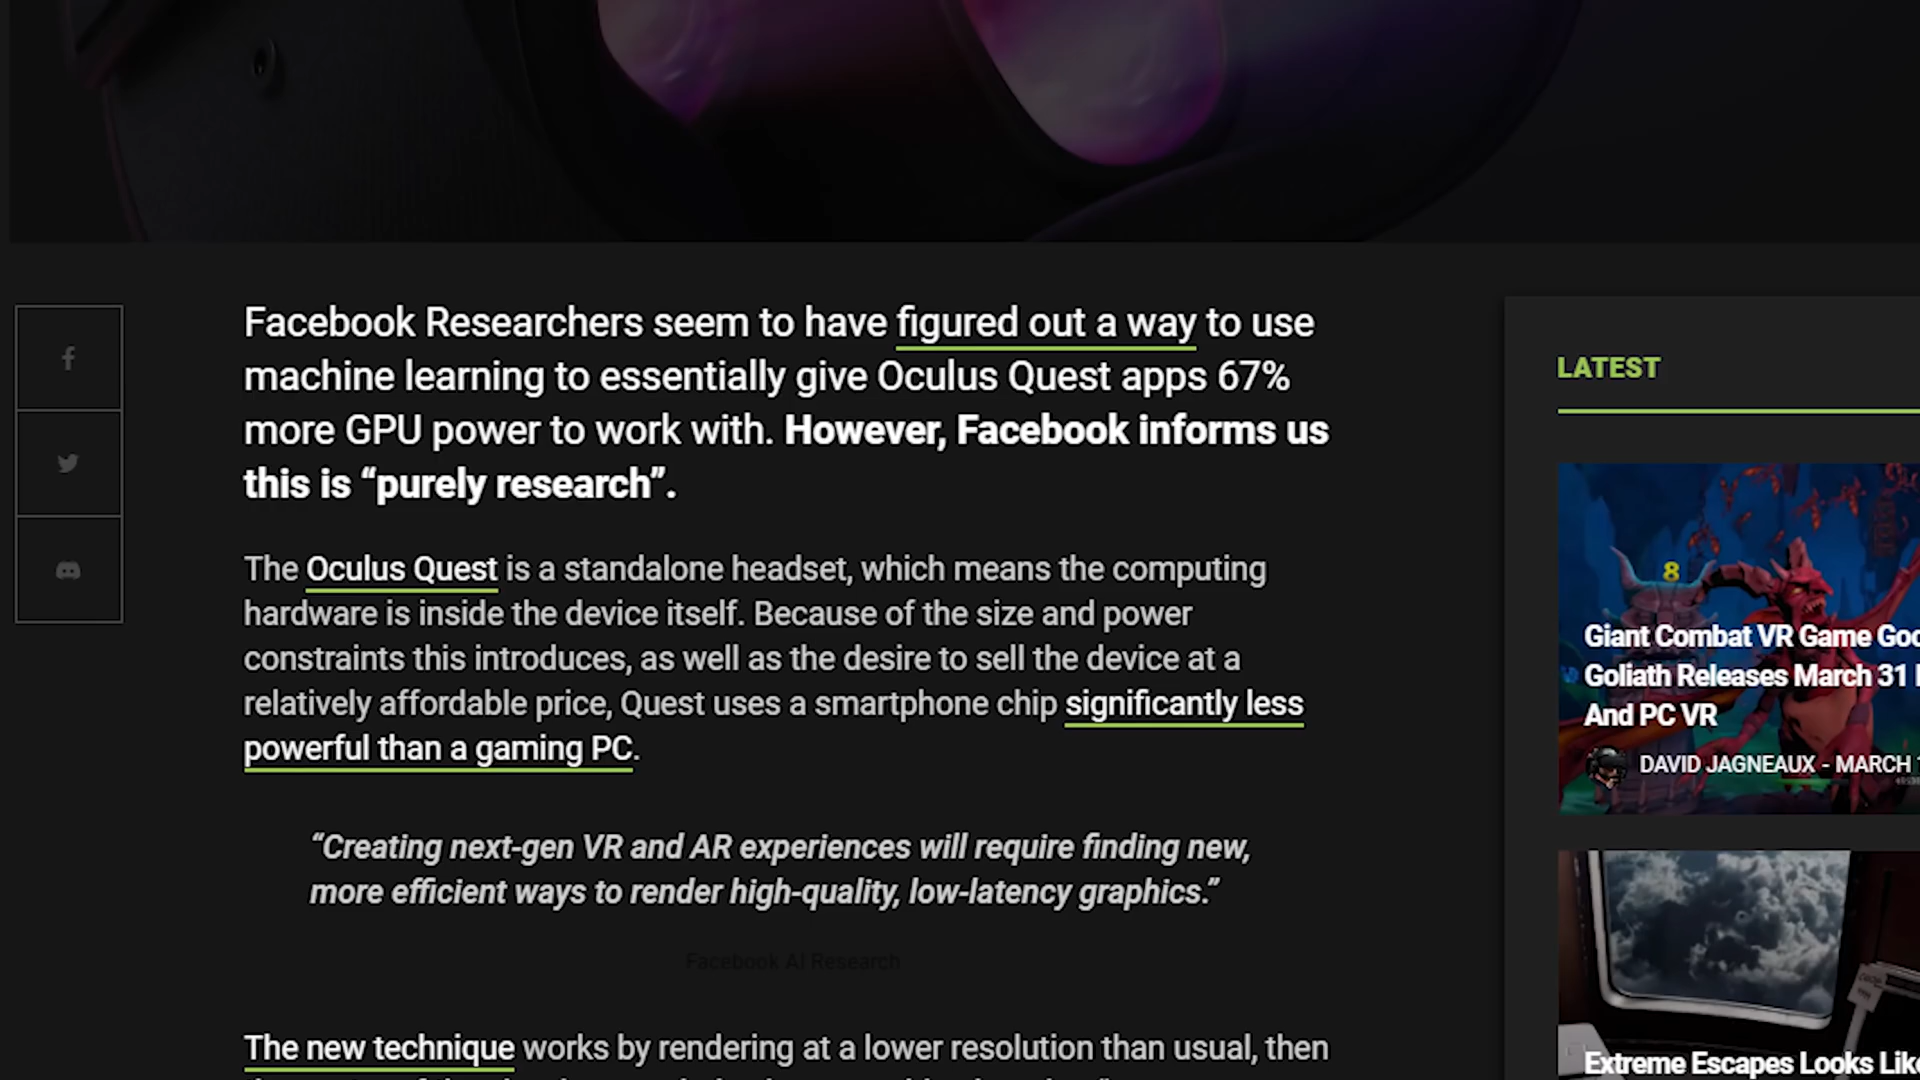 Facebook Researchers seem to have figured out a way to use
machine learning to essentially give Oculus Quest apps 67%
more GPU power to work with. However, Facebook informs us
this is “purely research”.
The Oculus Quest is a standalone headset, which means the computing
hardware is inside the device itself. Because of the size and power
constraints this introduces, as well as the desire to sell the device at a
relatively affordable price, Quest uses a smartphone chip significantly less
powerful than a gaming PC.
“Creating next-gen VR and AR experiences will require finding new,
more efficient ways to render high-quality, low-latency graphics.”
Facebook AI Research
The new technique works by rendering at a lower resolution than usual, then
LATEST
8
Giant Combat VR Game
Goliath Releases March 31
And PC VR
DAVID JAGNEAUX - MARCH
Extreme Escapes Looks